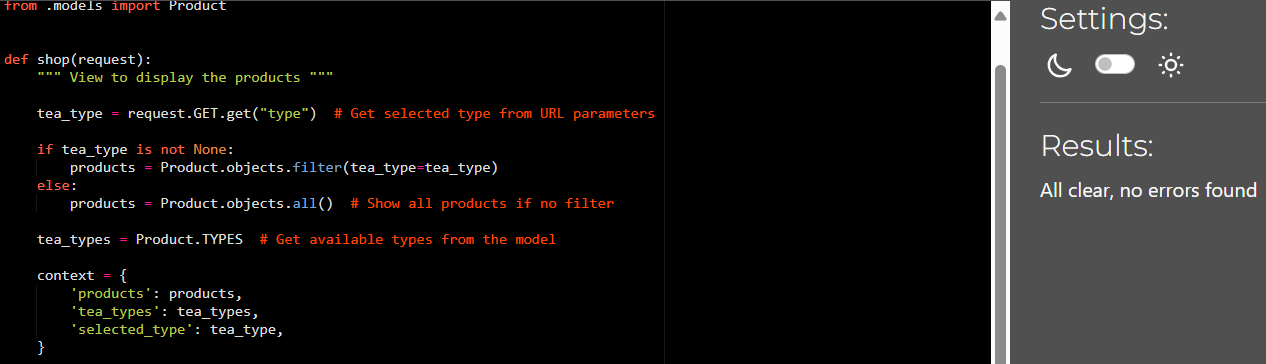 from .models import Product
def shop(request):
    """ View to display the products """
    tea_type = request.GET.get("type")  # Get selected type from URL parameters
    if tea_type is not None:
        products = Product.objects.filter(tea_type=tea_type)
    else:
        products = Product.objects.all()  # Show all products if no filter
    tea_types = Product.TYPES  # Get available types from the model
    context = {
        'products': products,
        'tea_types': tea_types,
        'selected_type': tea_type,
    }
Settings:
Results:
All clear, no errors found